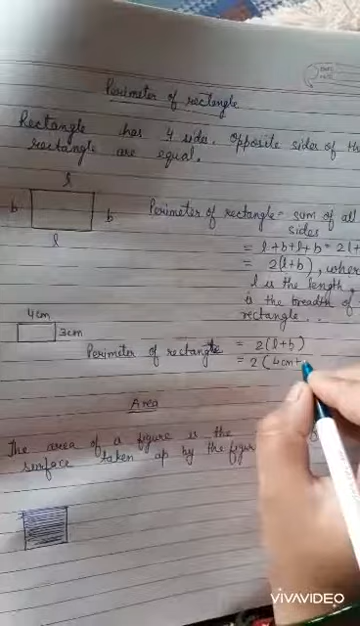 Perimeter of rectangle
Rectangle has 4 sides. Opposite sides of the
rectangle are equal.
l
b
b
l
Perimeter of rectangle = sum of all
sides
= l+b+l+b = 2(l+
= 2(l+b), where
l is the length,
is the breadth of
rectangle..
4cm
3cm
Perimeter of rectangle = 2(l+b)
= 2(4cm+
Area
The area of a figure is the
surface taken up by the figur
VIVAVIDEO